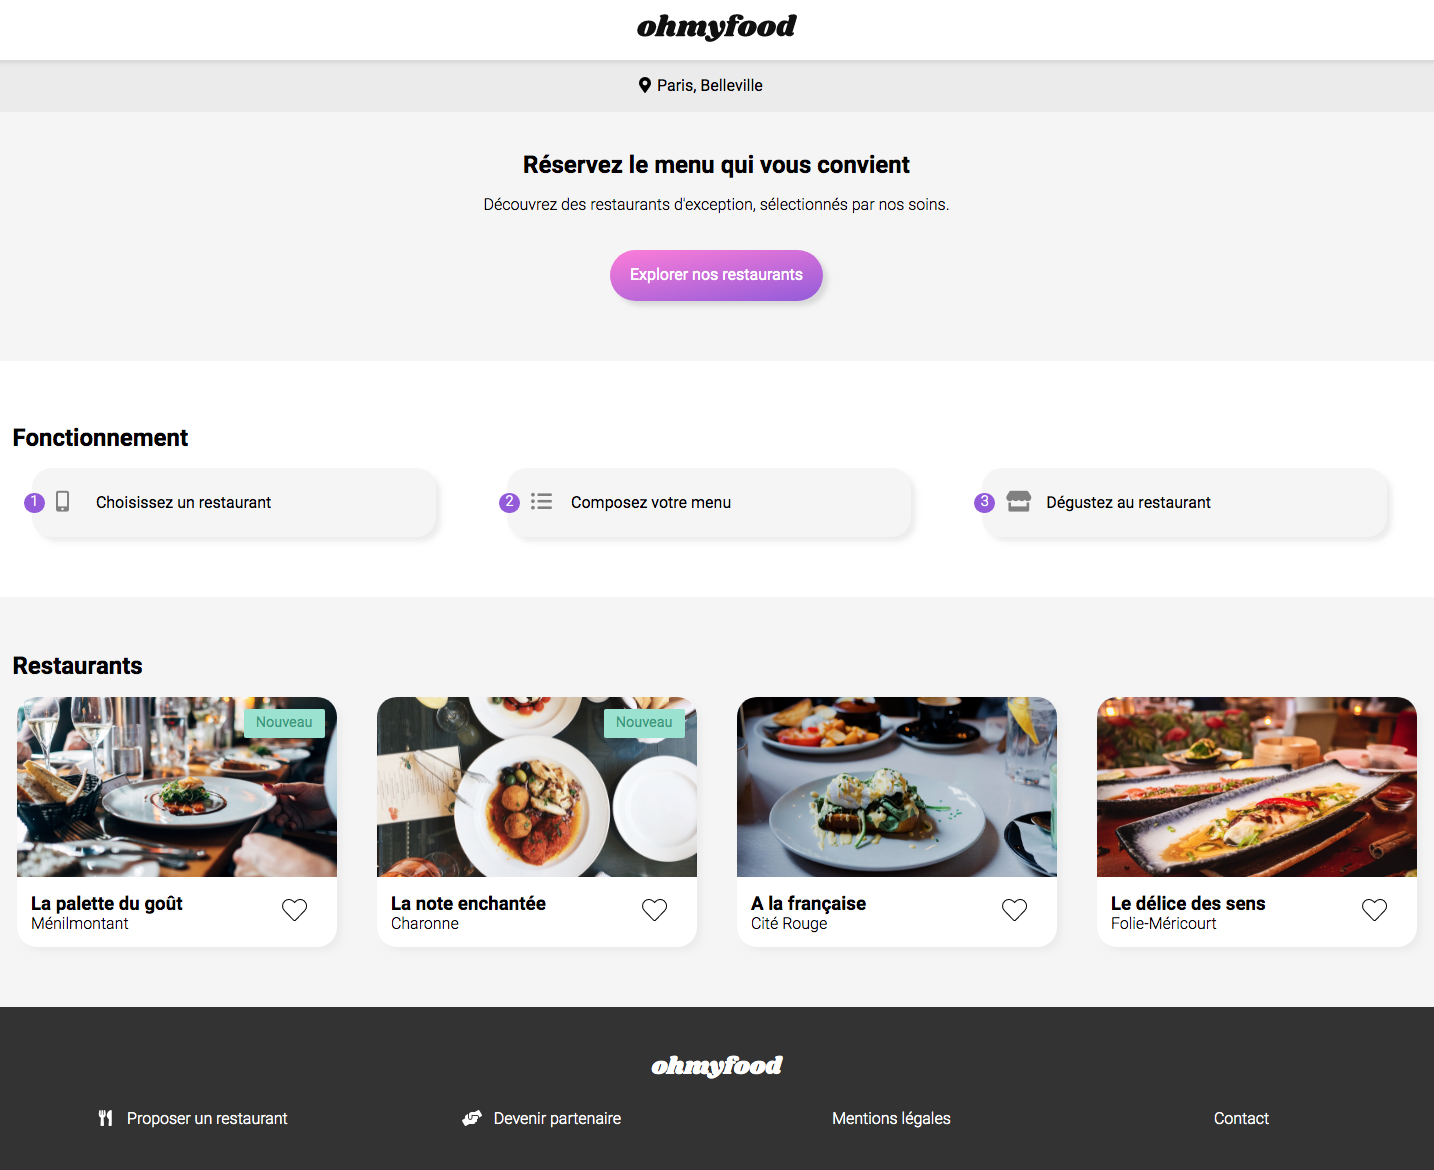 ohmyfood
Paris, Belleville
Réservez le menu qui vous convient
Découvrez des restaurants d'exception, sélectionnés par nos soins.
Explorer nos restaurants
Fonctionnement
1 Choisissez un restaurant
2 Composez votre menu
3 Dégustez au restaurant
Restaurants
Nouveau
La palette du goût
Ménilmontant
Nouveau
La note enchantée
Charonne
A la française
Cité Rouge
Le délice des sens
Folie-Méricourt
ohmyfood
Proposer un restaurant
Devenir partenaire
Mentions légales
Contact